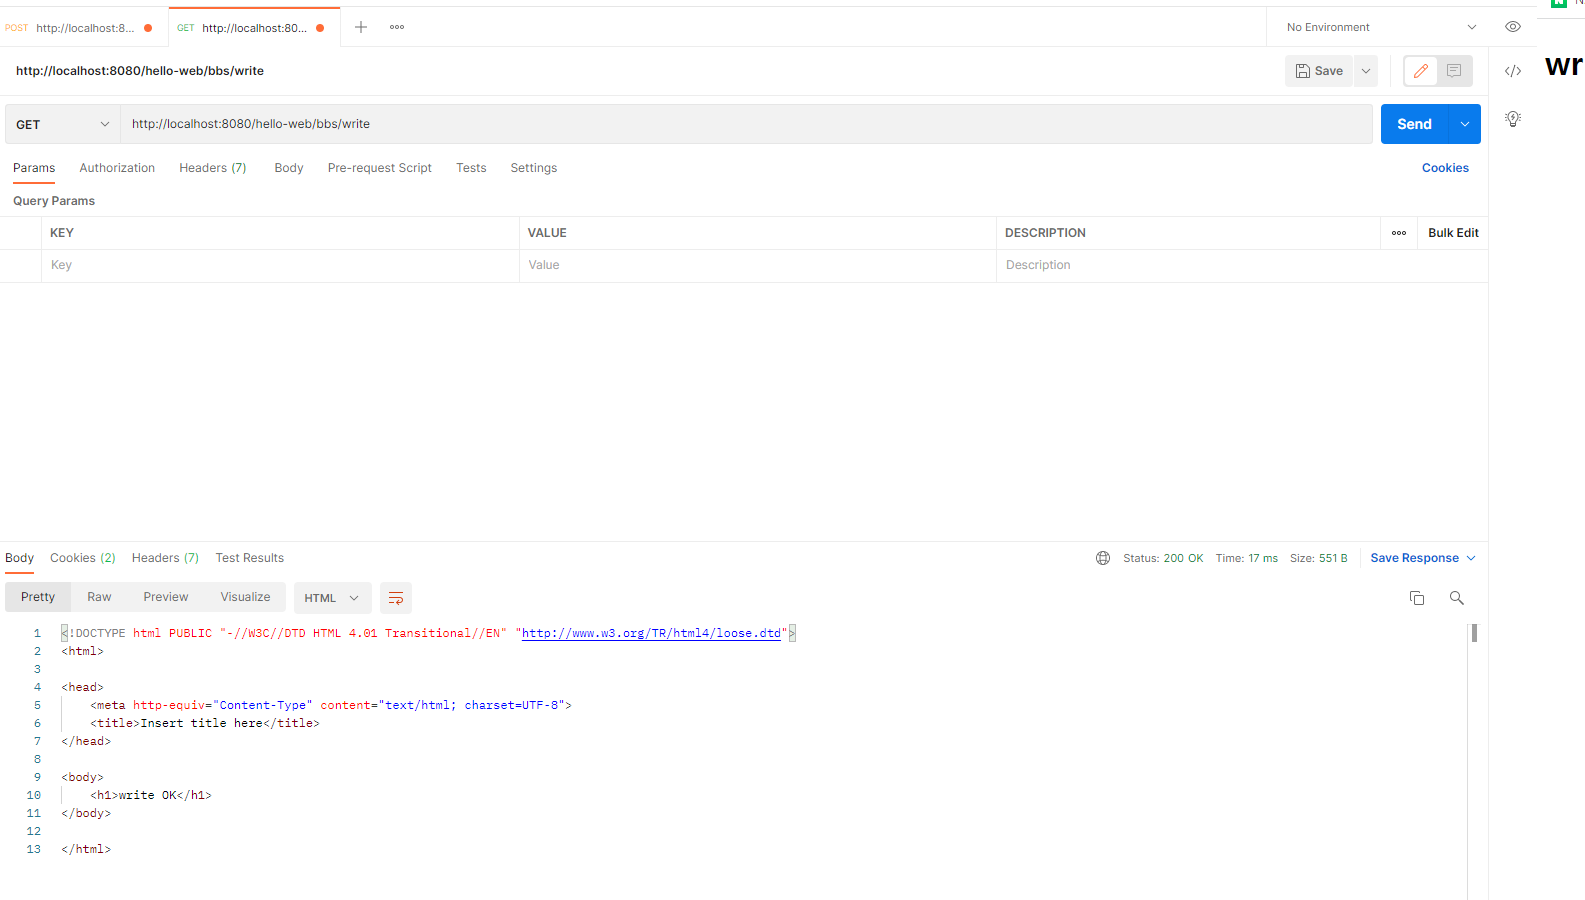 POST http://localhost:8... GET http://localhost:80... No Environment
http://localhost:8080/hello-web/bbs/write Save
wr
GET http://localhost:8080/hello-web/bbs/write Send
Params Authorization Headers (7) Body Pre-request Script Tests Settings Cookies
Query Params
KEY VALUE DESCRIPTION Bulk Edit
Key Value Description
Body Cookies (2) Headers (7) Test Results Status: 200 OK Time: 17 ms Size: 551 B Save Response
Pretty Raw Preview Visualize HTML
1 <!DOCTYPE html PUBLIC "-//W3C//DTD HTML 4.01 Transitional//EN" "http://www.w3.org/TR/html4/loose.dtd">
2 <html>
3
4 <head>
5 <meta http-equiv="Content-Type" content="text/html; charset=UTF-8">
6 <title>Insert title here</title>
7 </head>
8
9 <body>
10 <h1>write OK</h1>
11 </body>
12
13 </html>